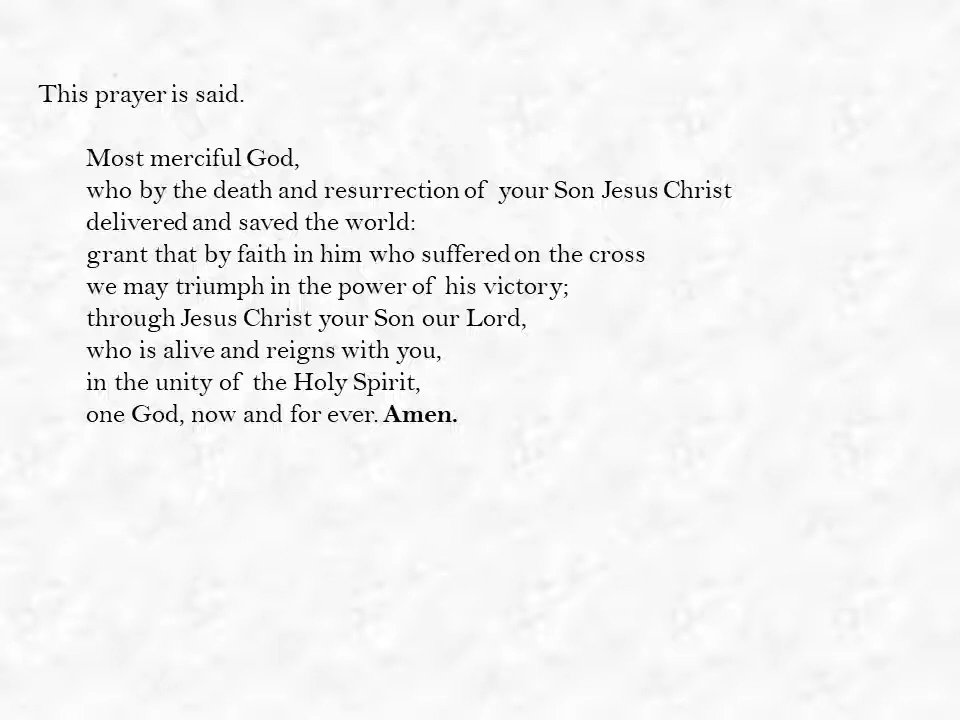 This prayer is said.
Most merciful God,
who by the death and resurrection of your Son Jesus Christ
delivered and saved the world:
grant that by faith in him who suffered on the cross
we may triumph in the power of his victory;
through Jesus Christ your Son our Lord,
who is alive and reigns with you,
in the unity of the Holy Spirit,
one God, now and for ever. Amen.